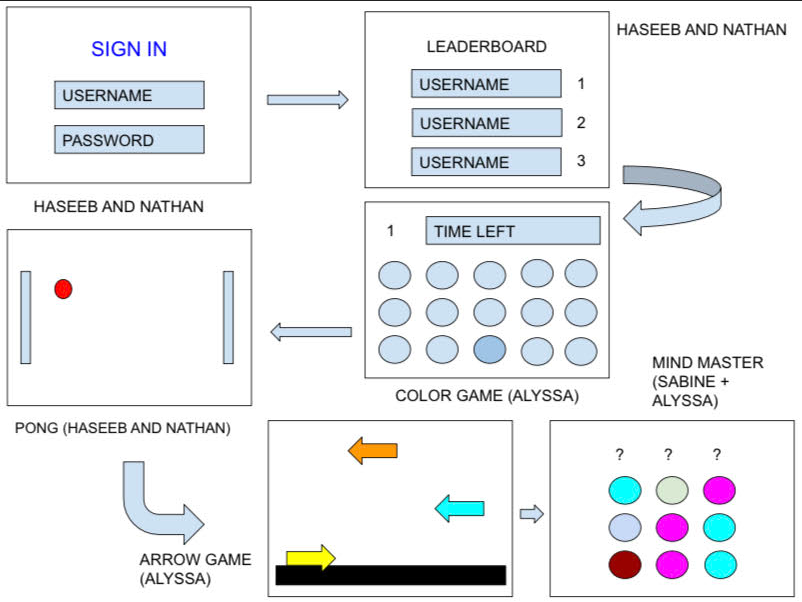 SIGN IN
USERNAME
PASSWORD
HASEEB AND NATHAN
LEADERBOARD
USERNAME 1
USERNAME 2
USERNAME 3
HASEEB AND NATHAN
1 TIME LEFT
COLOR GAME (ALYSSA)
PONG (HASEEB AND NATHAN)
ARROW GAME
(ALYSSA)
MIND MASTER
(SABINE +
ALYSSA)
? ? ?